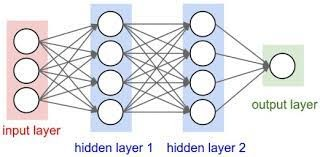 input layer
hidden layer 1
hidden layer 2
output layer